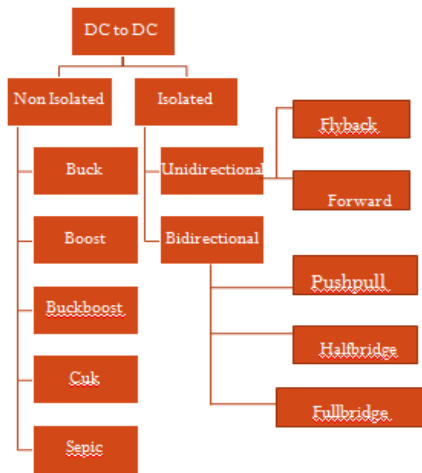 DC to DC
Non Isolated
Isolated
Buck
Boost
Buckboost
Cuk
Sepic
Unidirectional
Bidirectional
Flyback
Forward
Pushpull
Halfbridge
Fullbridge